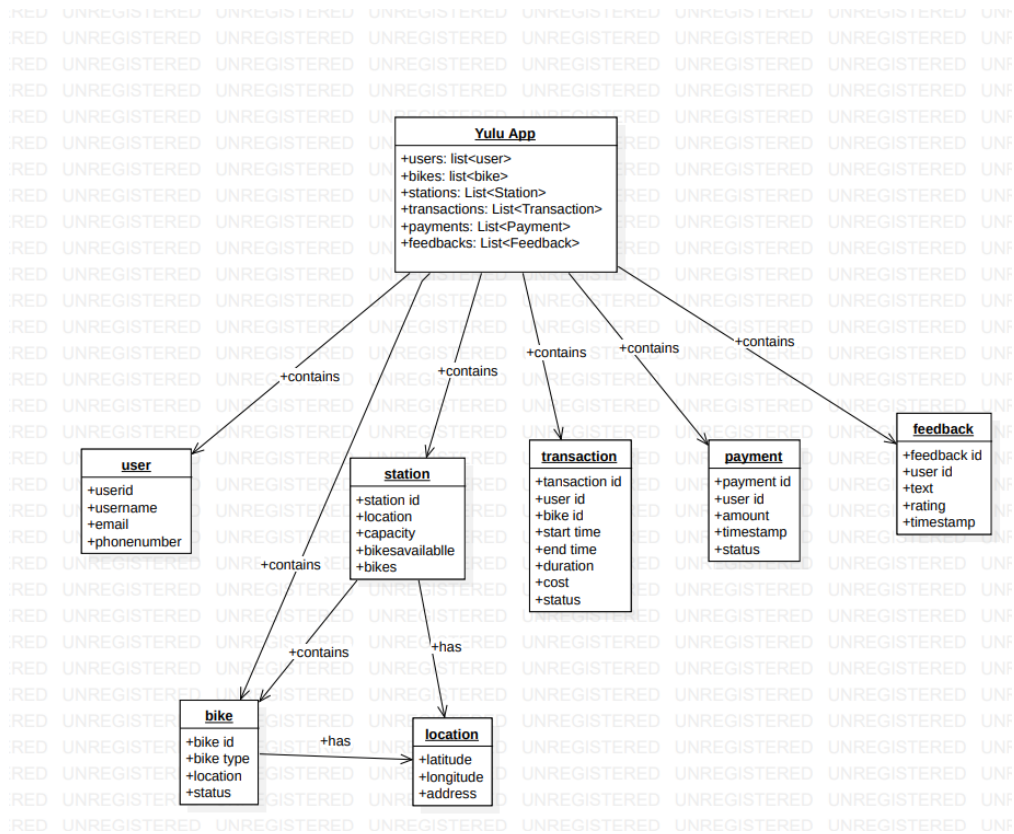 Yulu App
+users: list<user>
+bikes: list<bike>
+stations: List<Station>
+transactions: List<Transaction>
+payments: List<Payment>
+feedbacks: List<Feedback>
+contains
+contains
+contains
+contains
+contains
user
+userid
+username
+email
+phonenumber
station
+station id
+location
+capacity
+bikesavailablle
+bikes
transaction
+tansaction id
+user id
+bike id
+start time
+end time
+duration
+cost
+status
payment
+payment id
+user id
+amount
+timestamp
+status
feedback
+feedback id
+user id
+text
+rating
+timestamp
+contains
+contains
+has
bike
+bike id
+bike type
+location
+status
+has
location
+latitude
+longitude
+address
UNREGISTERED